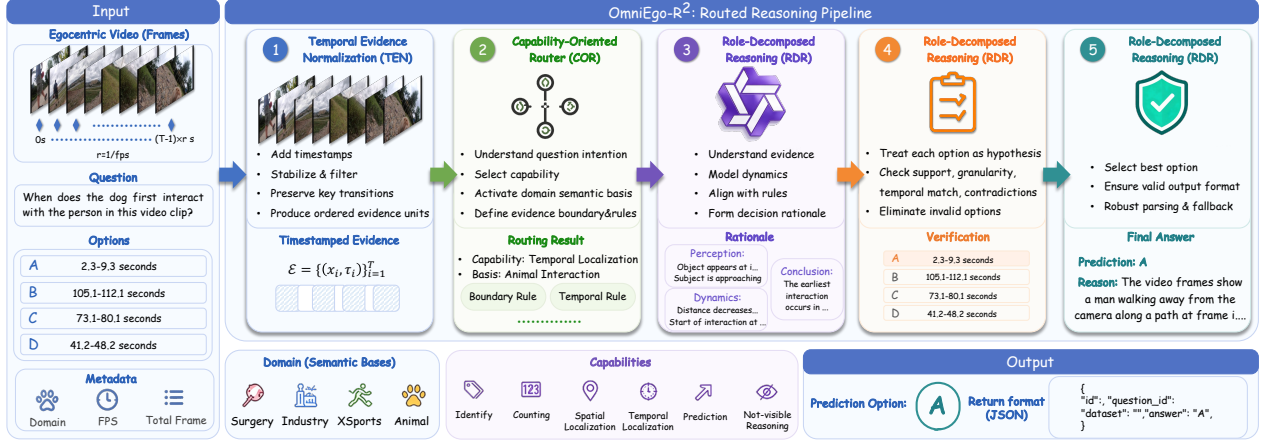 Input
Egocentric Video (Frames)
0s
(T-1)×r s
r=1/fps
Question
When does the dog first interact
with the person in this video clip?
Options
A 2.3-9.3 seconds
B 105.1-112.1 seconds
C 73.1-80.1 seconds
D 41.2-48.2 seconds
Metadata
Domain
FPS
Total Frame
OmniEgo-R²: Routed Reasoning Pipeline
1
Temporal Evidence
Normalization (TEN)
• Add timestamps
• Stabilize & filter
• Preserve key transitions
• Produce ordered evidence units
Timestamped Evidence
ℰ = {(xᵢ, τᵢ)}ᵀᵢ₌₁
2
Capability-Oriented
Router (COR)
• Understand question intention
• Select capability
• Activate domain semantic basis
• Define evidence boundary&rules
Routing Result
• Capability: Temporal Localization
• Basis: Animal Interaction
Boundary Rule
Temporal Rule
3
Role-Decomposed
Reasoning (RDR)
• Understand evidence
• Model dynamics
• Align with rules
• Form decision rationale
Rationale
Perception:
Object appears at i...
Subject is approaching
Dynamics:
Distance decreases...
Start of interaction at ...
Conclusion:
The earliest
interaction
occurs in ...
4
Role-Decomposed
Reasoning (RDR)
• Treat each option as hypothesis
• Check support, granularity,
temporal match, contradictions
• Eliminate invalid options
Verification
A 2.3-9.3 seconds
B 105.1-112.1 seconds
C 73.1-80.1 seconds
D 41.2-48.2 seconds
5
Role-Decomposed
Reasoning (RDR)
• Select best option
• Ensure valid output format
• Robust parsing & fallback
Final Answer
Prediction: A
Reason: The video frames show
a man walking away from the
camera along a path at frame i....
Domain (Semantic Bases)
Surgery
Industry
XSports
Animal
Capabilities
Identify
123
Counting
Spatial
Localization
Temporal
Localization
Prediction
Not-visible
Reasoning
Output
Prediction Option:
A
Return format
(JSON)
{
"id":, "question_id":
"dataset": "","answer": "A",
}